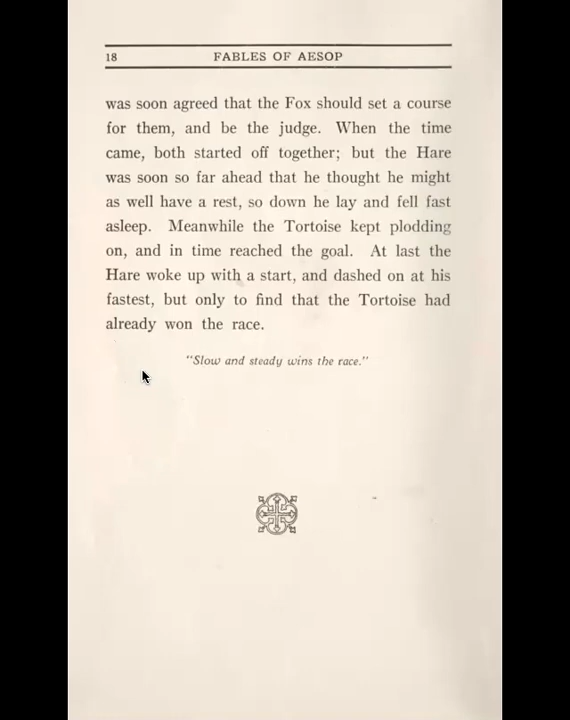 18 FABLES OF AESOP
was soon agreed that the Fox should set a course
for them, and be the judge. When the time
came, both started off together; but the Hare
was soon so far ahead that he thought he might
as well have a rest, so down he lay and fell fast
asleep. Meanwhile the Tortoise kept plodding
on, and in time reached the goal. At last the
Hare woke up with a start, and dashed on at his
fastest, but only to find that the Tortoise had
already won the race.
"Slow and steady wins the race."